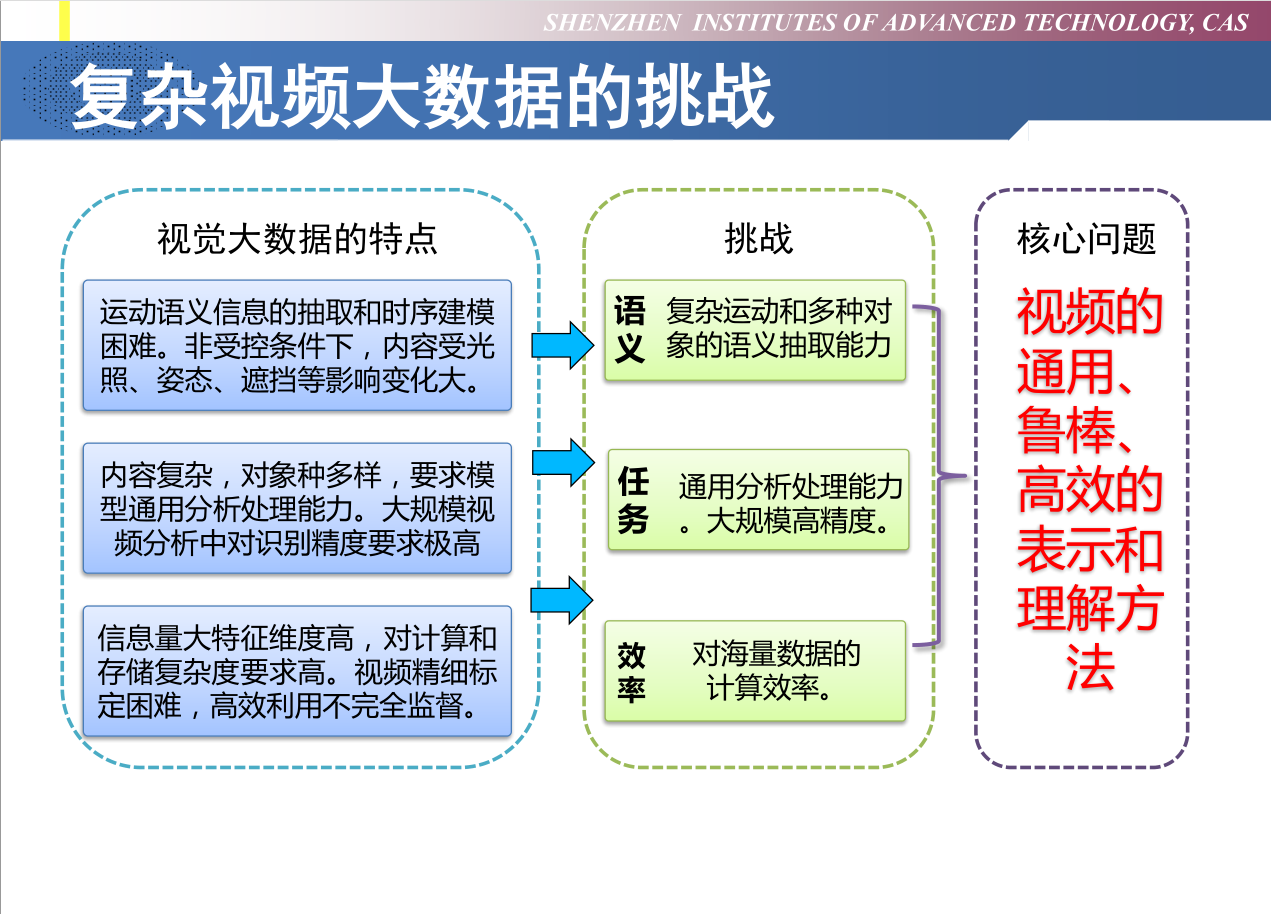 SHENZHEN INSTITUTES OF ADVANCED TECHNOLOGY, CAS
复杂视频大数据的挑战
视觉大数据的特点
运动语义信息的抽取和时序建模
困难。非受控条件下，内容受光
照、姿态、遮挡等影响变化大。
内容复杂，对象种多样，要求模
型通用分析处理能力。大规模视
频分析中对识别精度要求极高
信息量大特征维度高，对计算和
存储复杂度要求高。视频精细标
定困难，高效利用不完全监督。
挑战
语
义
复杂运动和多种对
象的语义抽取能力
任
务
通用分析处理能力
。大规模高精度。
效
率
对海量数据的
计算效率。
核心问题
视频的
通用、
鲁棒、
高效的
表示和
理解方
法